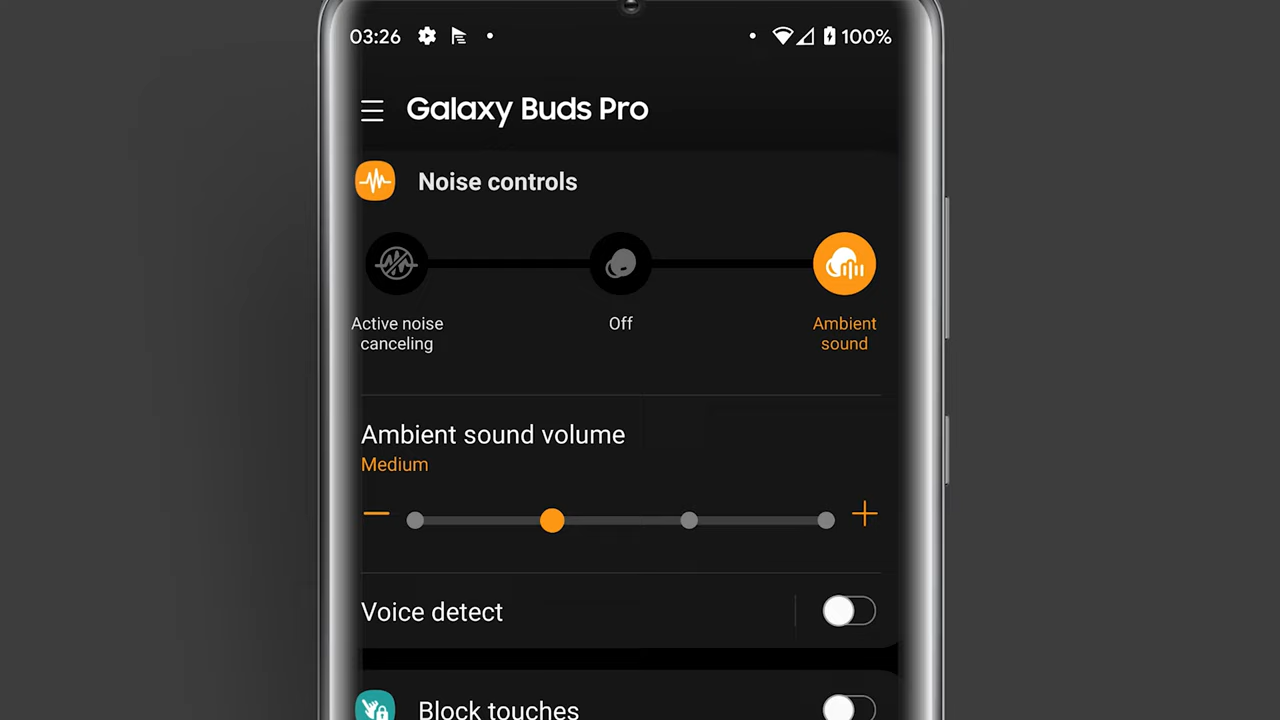 03:26
100%
Galaxy Buds Pro
Noise controls
Active noise
canceling
Off
Ambient
sound
Ambient sound volume
Medium
Voice detect
Block touches